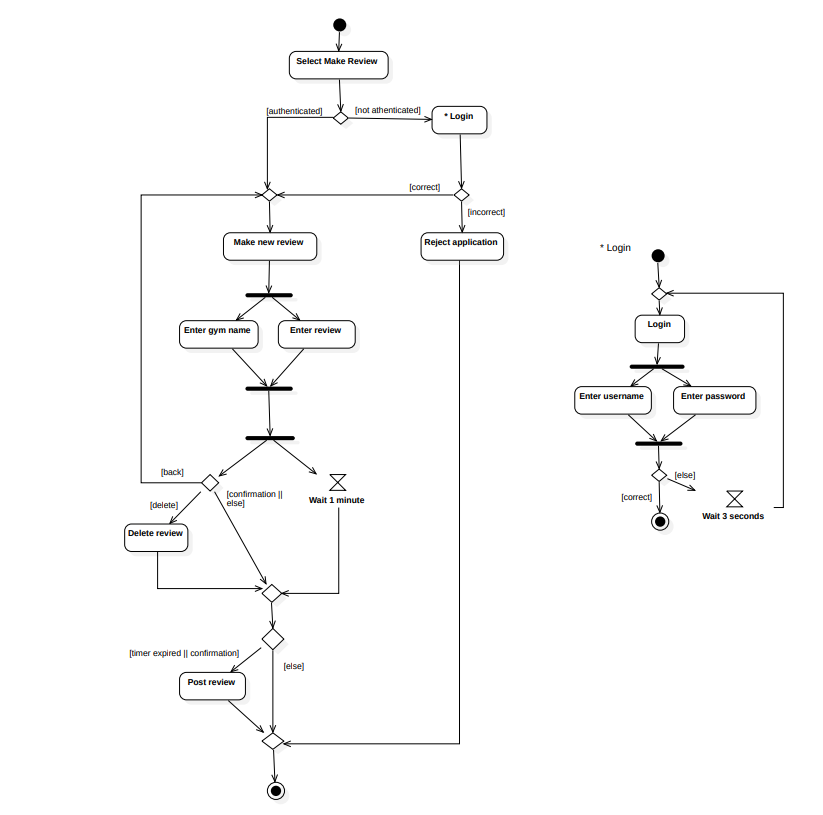 Select Make Review
[authenticated]
[not athenticated]
* Login
[correct]
[incorrect]
Make new review
Reject application
Enter gym name
Enter review
[back]
[delete]
[confirmation ||
else]
Wait 1 minute
Delete review
[timer expired || confirmation]
[else]
Post review
* Login
Login
Enter username
Enter password
[else]
[correct]
Wait 3 seconds